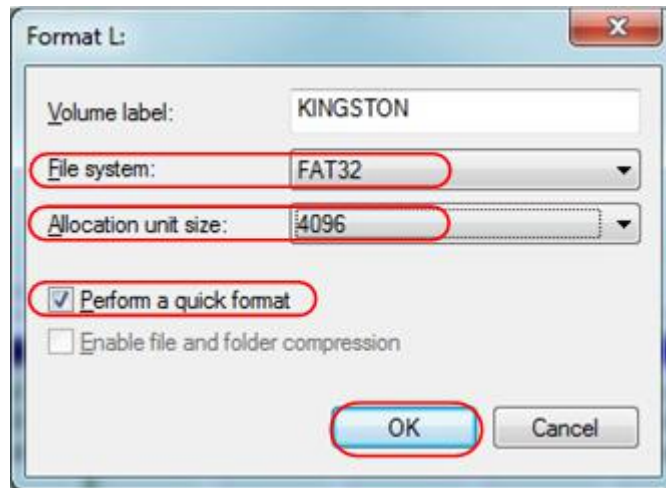 Format L:
Volume label: KINGSTON
File system: FAT32
Allocation unit size: 4096
Perform a quick format
Enable file and folder compression
OK Cancel